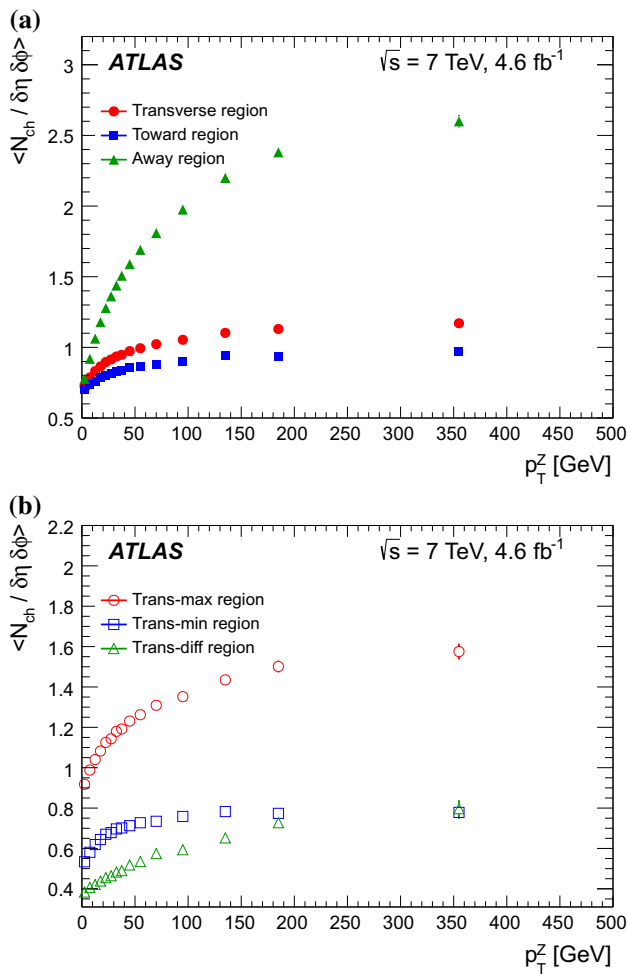 (a)
<N_ch / δη δϕ>
ATLAS
√s = 7 TeV, 4.6 fb⁻¹
Transverse region
Toward region
Away region
3
2.5
2
1.5
1
0.5
0 50 100 150 200 250 300 350 400 450 500
p_T^Z [GeV]
(b)
<N_ch / δη δϕ>
ATLAS
√s = 7 TeV, 4.6 fb⁻¹
Trans-max region
Trans-min region
Trans-diff region
2.2
2
1.8
1.6
1.4
1.2
1
0.8
0.6
0.4
0 50 100 150 200 250 300 350 400 450 500
p_T^Z [GeV]